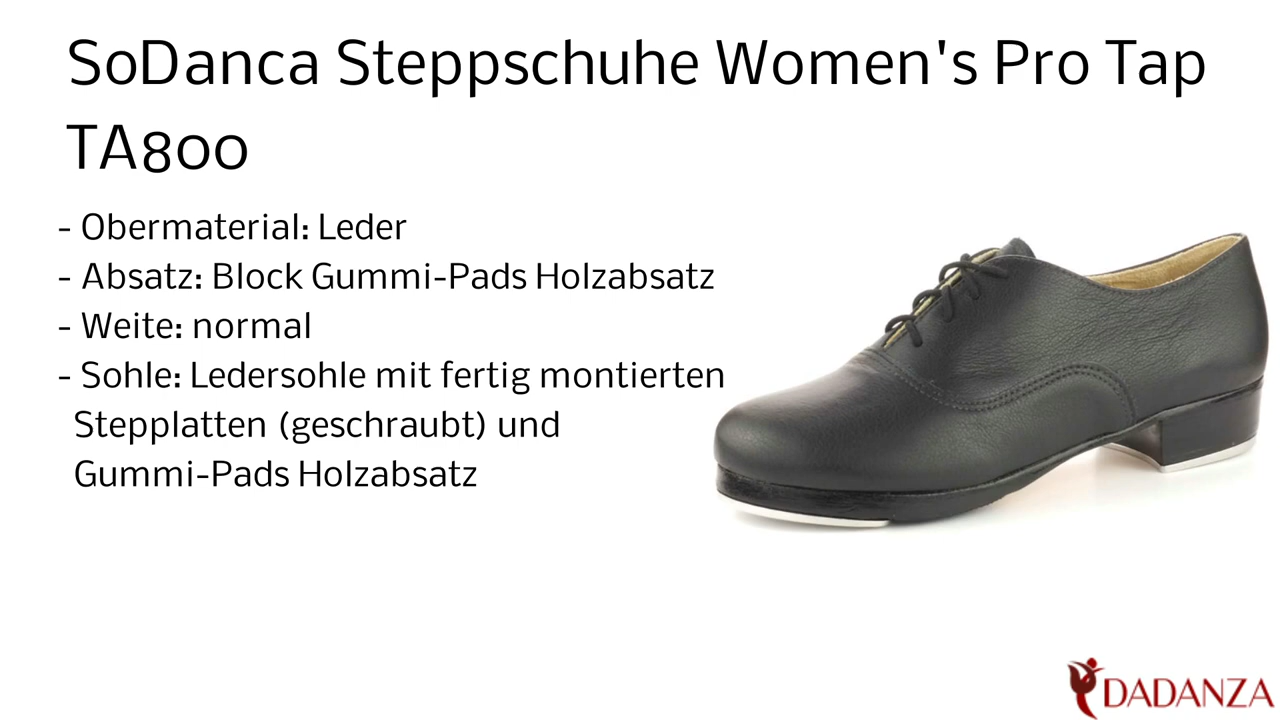 SoDanca Steppschuhe Women's Pro Tap
TA800
- Obermaterial: Leder
- Absatz: Block Gummi-Pads Holzabsatz
- Weite: normal
- Sohle: Ledersohle mit fertig montierten
Stepplatten (geschraubt) und
Gummi-Pads Holzabsatz
DADANZA